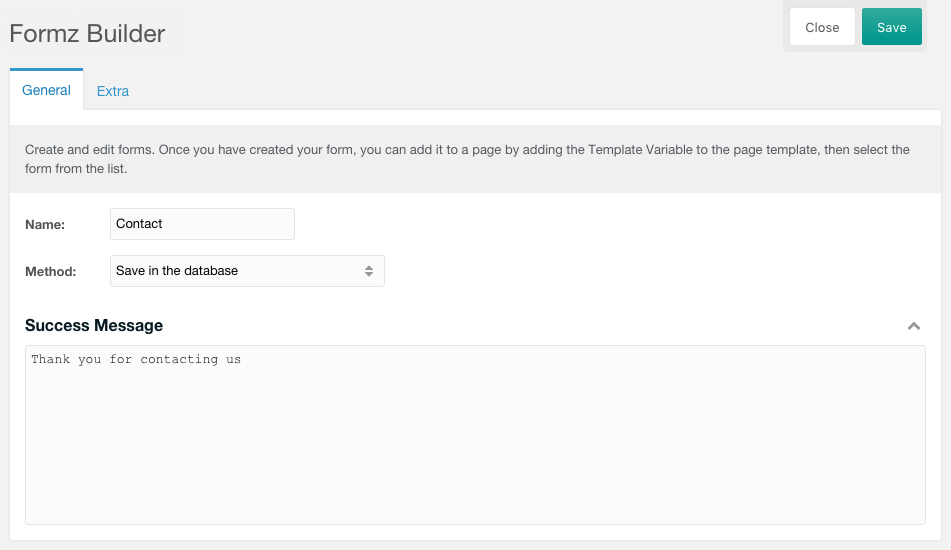 Formz Builder
Close
Save
General
Extra
Create and edit forms. Once you have created your form, you can add it to a page by adding the Template Variable to the page template, then select the
form from the list.
Name:
Contact
Method:
Save in the database
Success Message
Thank you for contacting us